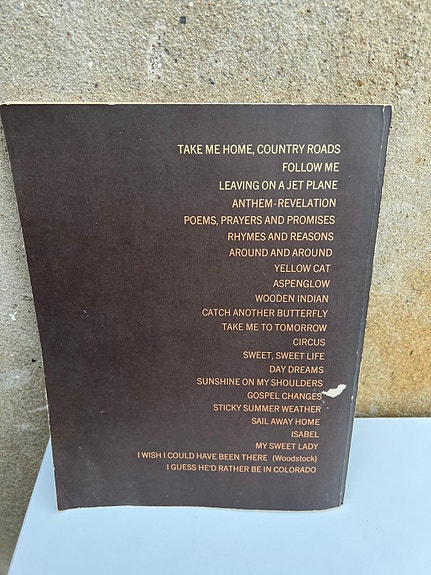 TAKE ME HOME, COUNTRY ROADS
FOLLOW ME
LEAVING ON A JET PLANE
ANTHEM-REVELATION
POEMS, PRAYERS AND PROMISES
RHYMES AND REASONS
AROUND AND AROUND
YELLOW CAT
ASPENGLOW
WOODEN INDIAN
CATCH ANOTHER BUTTERFLY
TAKE ME TO TOMORROW
CIRCUS
SWEET, SWEET LIFE
DAY DREAMS
SUNSHINE ON MY SHOULDERS
GOSPEL CHANGES
STICKY SUMMER WEATHER
SAIL AWAY HOME
ISABEL
MY SWEET LADY
I WISH I COULD HAVE BEEN THERE (Woodstock)
I GUESS HE'D RATHER BE IN COLORADO